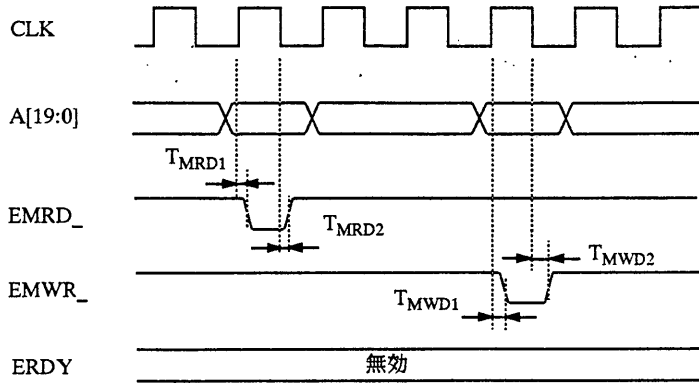 CLK
A[19:0]
TMRD1
EMRD_
TMRD2
TMWD2
EMWR_
TMWD1
ERDY 無効